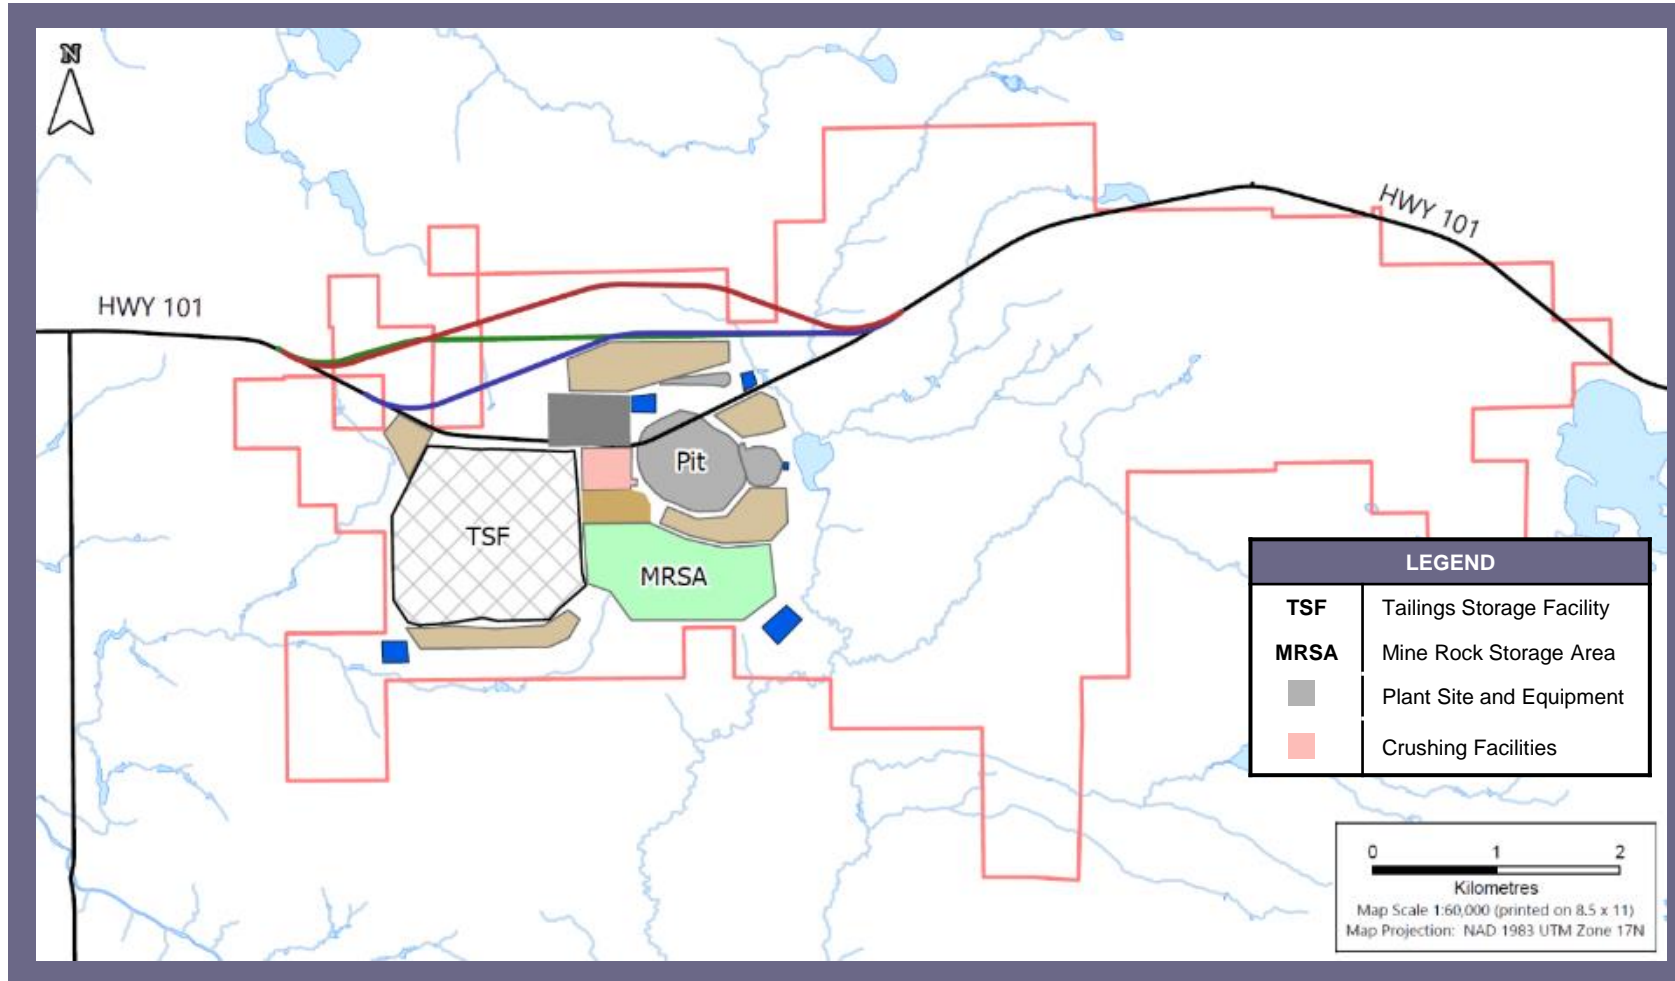 N
HWY 101
HWY 101
Pit
TSF
MRSA
LEGEND
TSF Tailings Storage Facility
MRSA Mine Rock Storage Area
Plant Site and Equipment
Crushing Facilities
0 1 2
Kilometres
Map Scale 1:60,000 (printed on 8.5 x 11)
Map Projection: NAD 1983 UTM Zone 17N